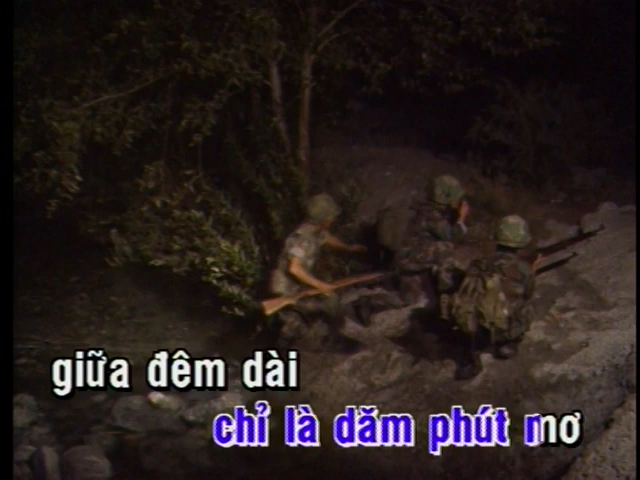 giữa đêm dài
chỉ là dăm phút mơ